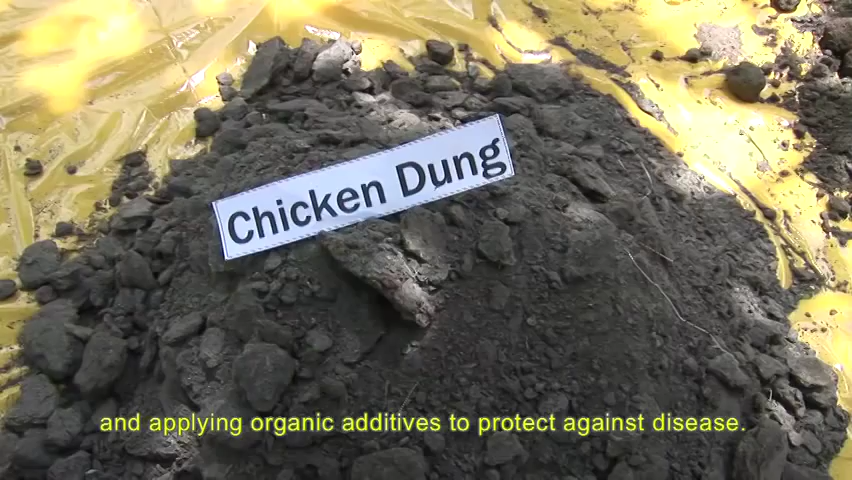 Chicken Dung
and applying organic additives to protect against disease.